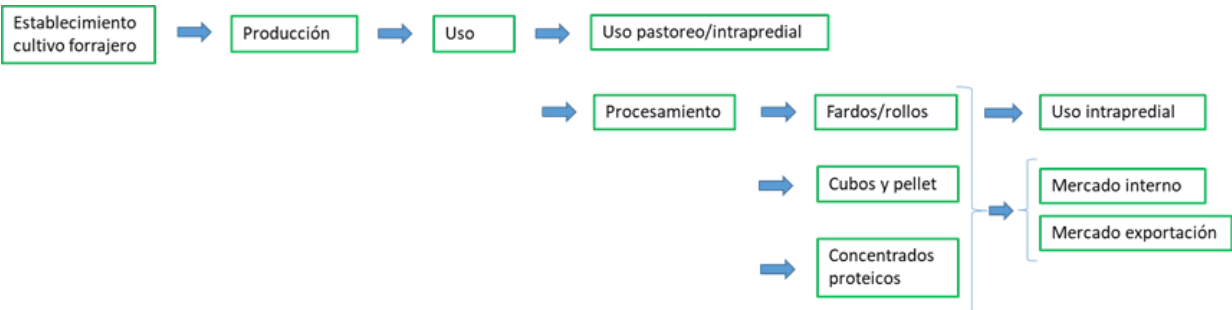 Establecimiento
cultivo forrajero
Producción
Uso
Uso pastoreo/intrapredial
Procesamiento
Fardos/rollos
Uso intrapredial
Cubos y pellet
Mercado interno
Mercado exportación
Concentrados
proteicos